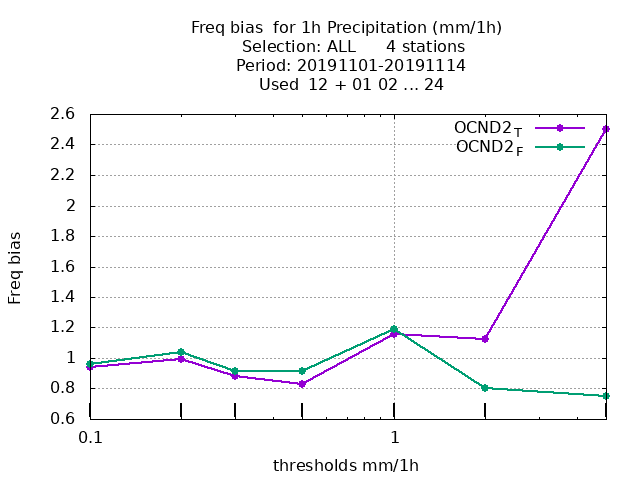 Freq bias  for 1h Precipitation (mm/1h)
Selection: ALL      4 stations
Period: 20191101-20191114
Used  12 + 01 02 ... 24
OCND2T
OCND2F
2.6
2.4
2.2
2
1.8
1.6
1.4
1.2
1
0.8
0.6
Freq bias
0.1
1
thresholds mm/1h